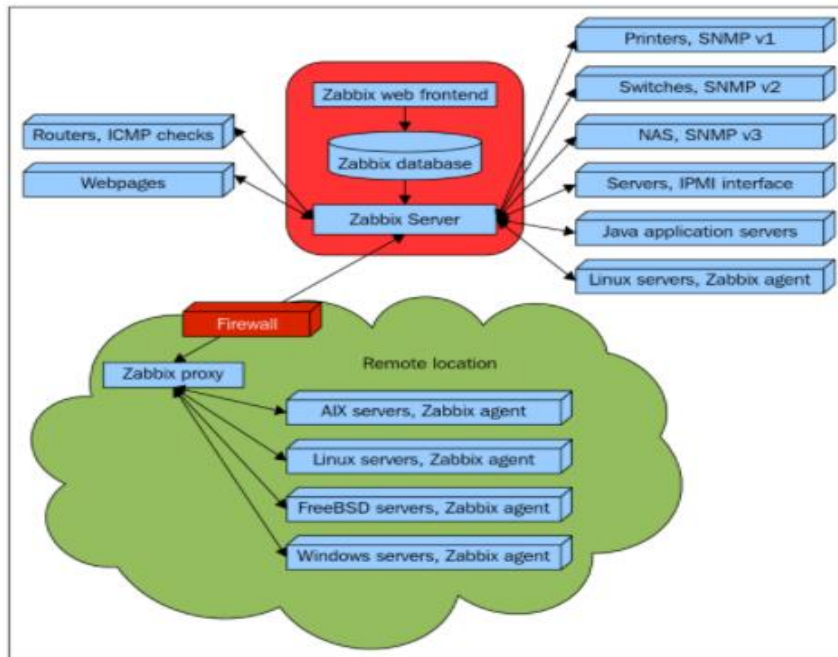 Printers, SNMP v1
Zabbix web frontend
Switches, SNMP v2
Routers, ICMP checks
Zabbix database
NAS, SNMP v3
Webpages
Servers, IPMI interface
Zabbix Server
Java application servers
Linux servers, Zabbix agent
Firewall
Zabbix proxy
Remote location
AIX servers, Zabbix agent
Linux servers, Zabbix agent
FreeBSD servers, Zabbix agent
Windows servers, Zabbix agent